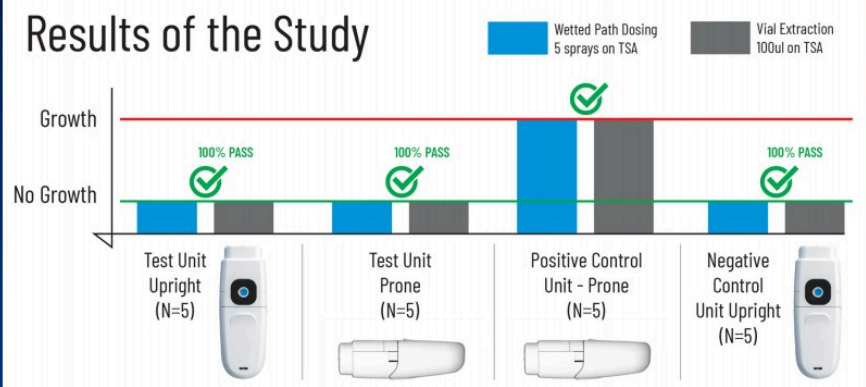 Results of the Study
Wetted Path Dosing
5 sprays on TSA
Vial Extraction
100ul on TSA
Growth
No Growth
100% PASS
100% PASS
100% PASS
Test Unit
Upright
(N=5)
Test Unit
Prone
(N=5)
Positive Control
Unit - Prone
(N=5)
Negative
Control
Unit Upright
(N=5)